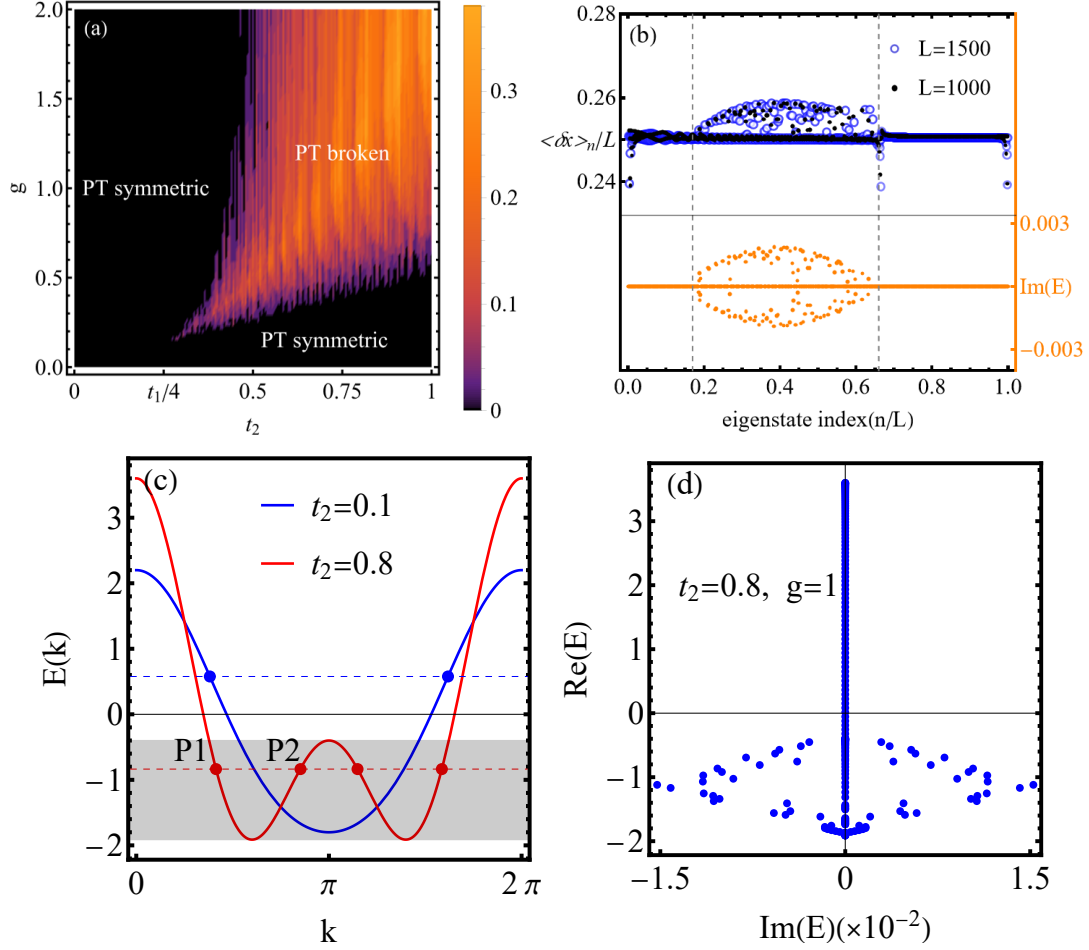 (a)
2.0
1.5
1.0
0.5
0.0
g
PT symmetric
PT broken
PT symmetric
0
t₁/4
0.5
0.75
1
t₂
0.3
0.2
0.1
0
(b)
0.28
0.26
<δx>ₙ/L
0.24
L=1500
L=1000
0.003
Im(E)
−0.003
0.0
0.2
0.4
0.6
0.8
1.0
eigenstate index(n/L)
(c)
t₂=0.1
t₂=0.8
3
2
1
0
−1
−2
E(k)
P1
P2
0
π
2π
k
(d)
t₂=0.8, g=1
3
2
1
0
−1
−2
Re(E)
−1.5
0
1.5
Im(E)(×10⁻²)